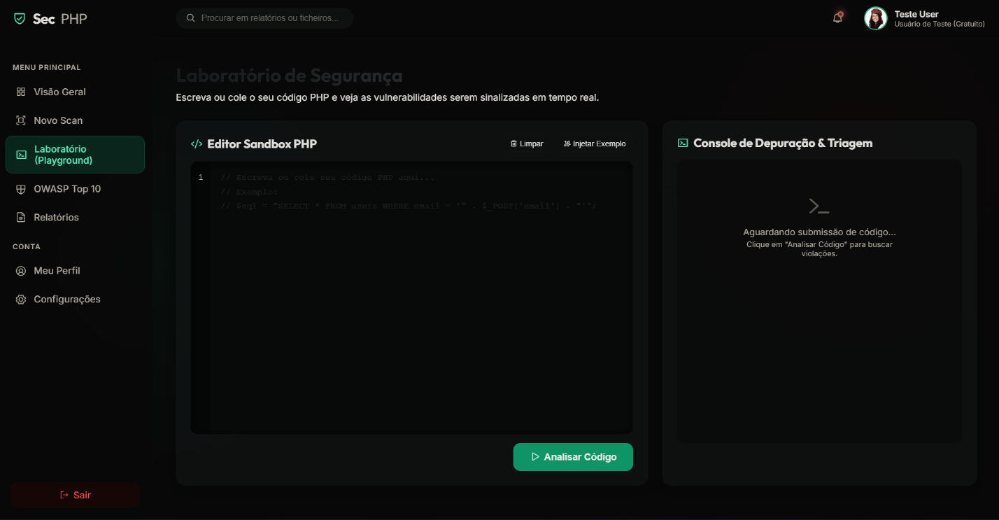 Sec PHP
Procurar em relatórios ou ficheiros...
Teste User
Usuário de Teste (Gratuito)
MENU PRINCIPAL
Visão Geral
Novo Scan
Laboratório
(Playground)
OWASP Top 10
Relatórios
CONTA
Meu Perfil
Configurações
Sair
Laboratório de Segurança
Escreva ou cole o seu código PHP e veja as vulnerabilidades serem sinalizadas em tempo real.
</> Editor Sandbox PHP
Limpar
Injetar Exemplo
1
// Escreva ou cole seu código PHP aqui...
// Exemplo:
// $sql = "SELECT * FROM users WHERE email = '" . $_POST['email'] . "'";
Analisar Código
Console de Depuração & Triagem
Aguardando submissão de código...
Clique em "Analisar Código" para buscar
violações.